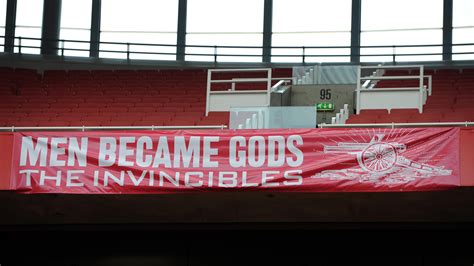 95
MEN BECAME GODS
THE INVINCIBLES